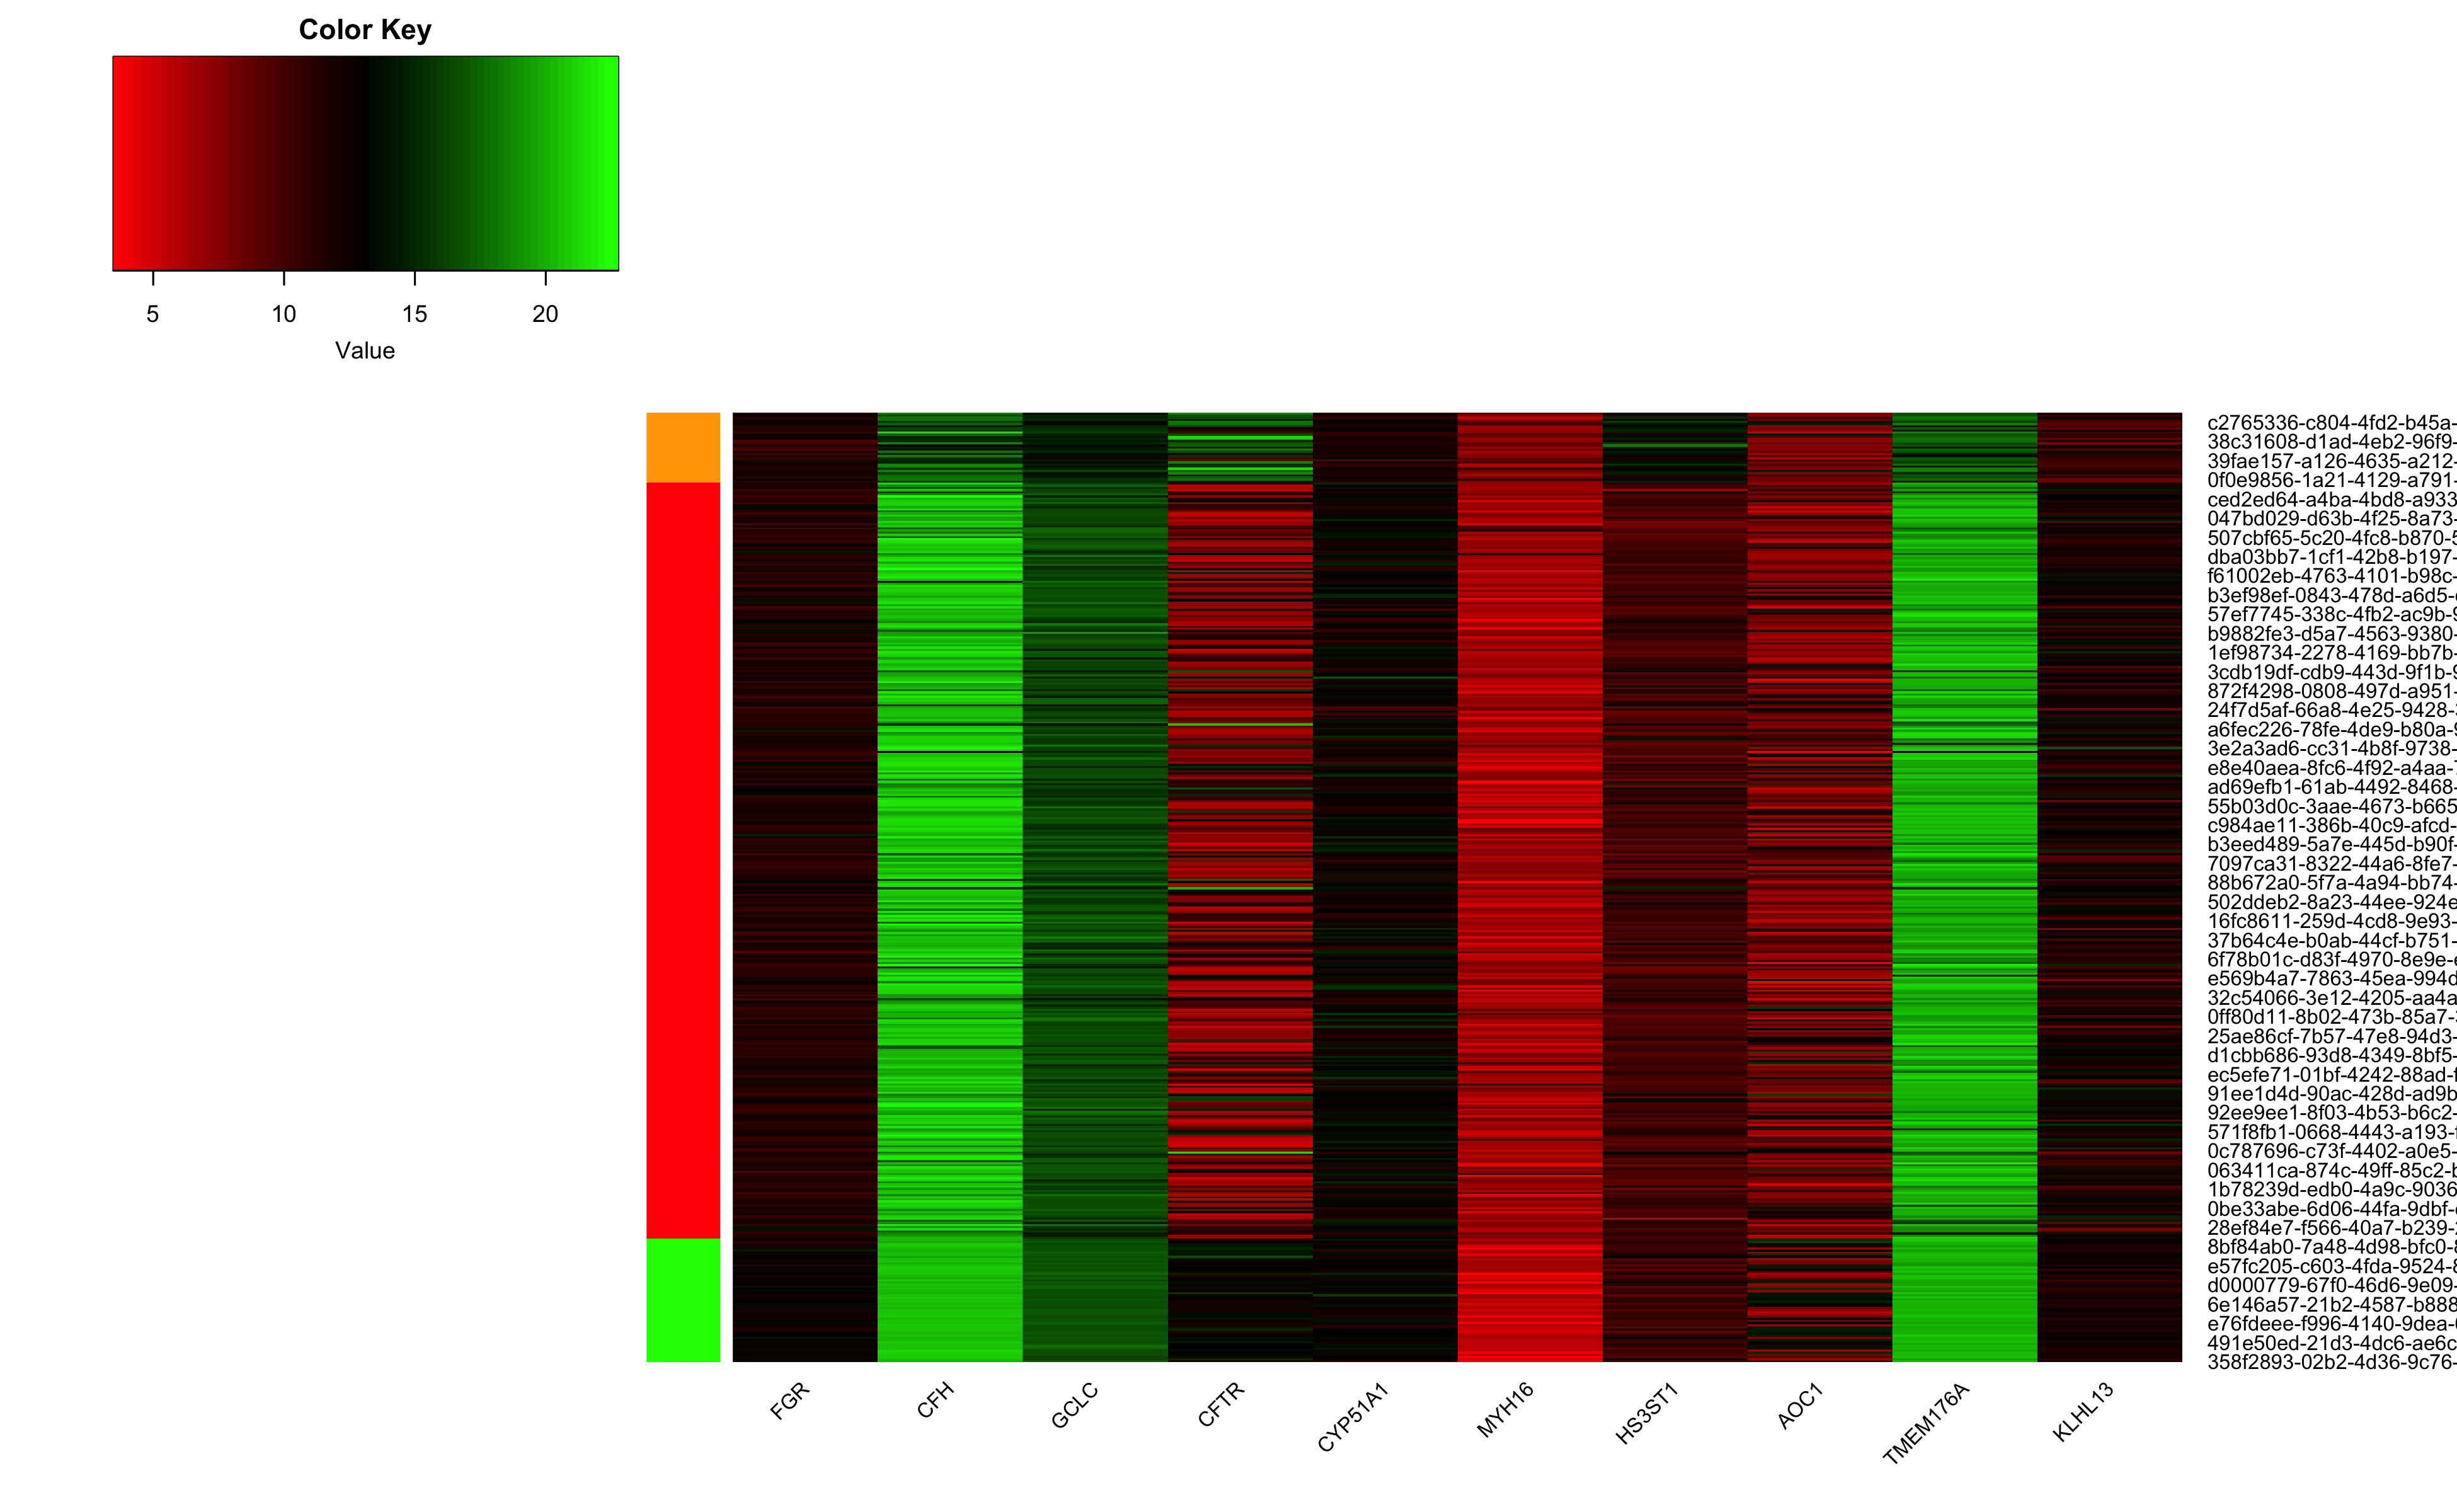 Color Key
5 10 15 20
Value
c2765336-c804-4fd2-b45a-
38c31608-d1ad-4eb2-96f9-
39fae157-a126-4635-a212-
0f0e9856-1a21-4129-a791-
ced2ed64-a4ba-4bd8-a933
047bd029-d63b-4f25-8a73-
507cbf65-5c20-4fc8-b870-5
dba03bb7-1cf1-42b8-b197-
f61002eb-4763-4101-b98c-
b3ef98ef-0843-478d-a6d5-
57ef7745-338c-4fb2-ac9b-9
b9882fe3-d5a7-4563-9380-
1ef98734-2278-4169-bb7b-
3cdb19df-cdb9-443d-9f1b-9
872f4298-0808-497d-a951-
24f7d5af-66a8-4e25-9428-
a6fec226-78fe-4de9-b80a-9
3e2a3ad6-cc31-4b8f-9738-
e8e40aea-8fc6-4f92-a4aa-7
ad69efb1-61ab-4492-8468-
55b03d0c-3aae-4673-b665
c984ae11-386b-40c9-afcd-
b3eed489-5a7e-445d-b90f-
7097ca31-8322-44a6-8fe7-
88b672a0-5f7a-4a94-bb74-
502ddeb2-8a23-44ee-924e
16fc8611-259d-4cd8-9e93-
37b64c4e-b0ab-44cf-b751-
6f78b01c-d83f-4970-8e9e-e
e569b4a7-7863-45ea-994d
32c54066-3e12-4205-aa4a
0ff80d11-8b02-473b-85a7-
25ae86cf-7b57-47e8-94d3-
d1cbb686-93d8-4349-8bf5-
ec5efe71-01bf-4242-88ad-f
91ee1d4d-90ac-428d-ad9b
92ee9ee1-8f03-4b53-b6c2-
571f8fb1-0668-4443-a193-f
0c787696-c73f-4402-a0e5-
063411ca-874c-49ff-85c2-b
1b78239d-edb0-4a9c-9036
0be33abe-6d06-44fa-9dbf-
28ef84e7-f566-40a7-b239-
8bf84ab0-7a48-4d98-bfc0-8
e57fc205-c603-4fda-9524-8
d0000779-67f0-46d6-9e09-
6e146a57-21b2-4587-b888
e76fdeee-f996-4140-9dea-
491e50ed-21d3-4dc6-ae6c
358f2893-02b2-4d36-9c76-
FGR CFH GCLC CFTR CYP51A1 MYH16 HS3ST1 AOC1 TMEM176A KLHL13